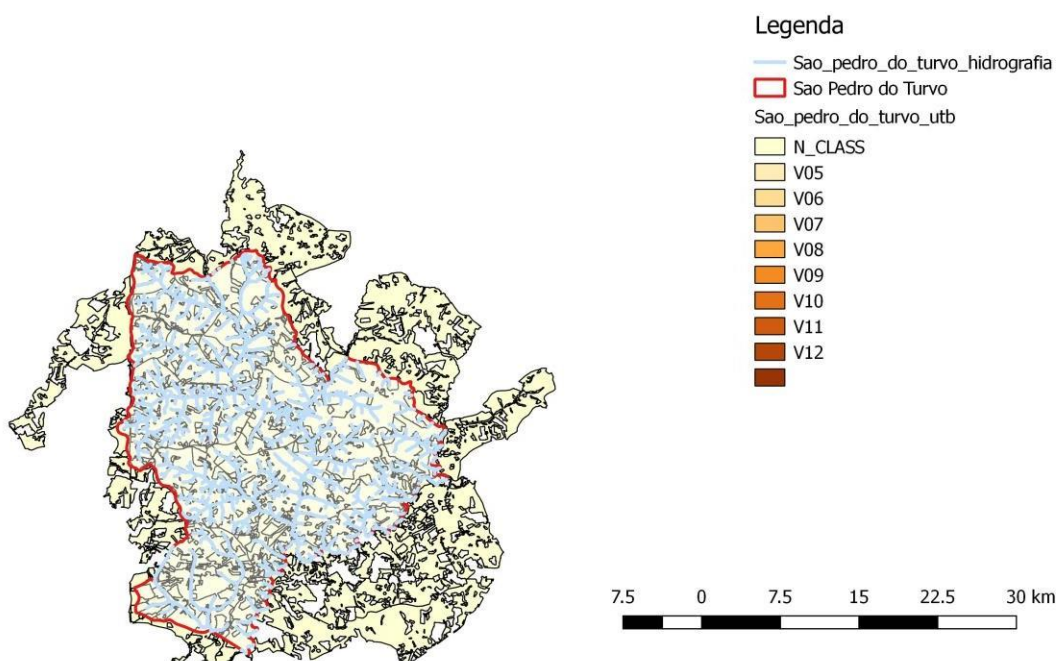 Legenda
Sao_pedro_do_turvo_hidrografia
Sao Pedro do Turvo
Sao_pedro_do_turvo_utb
N_CLASS
V05
V06
V07
V08
V09
V10
V11
V12
7.5 0 7.5 15 22.5 30 km